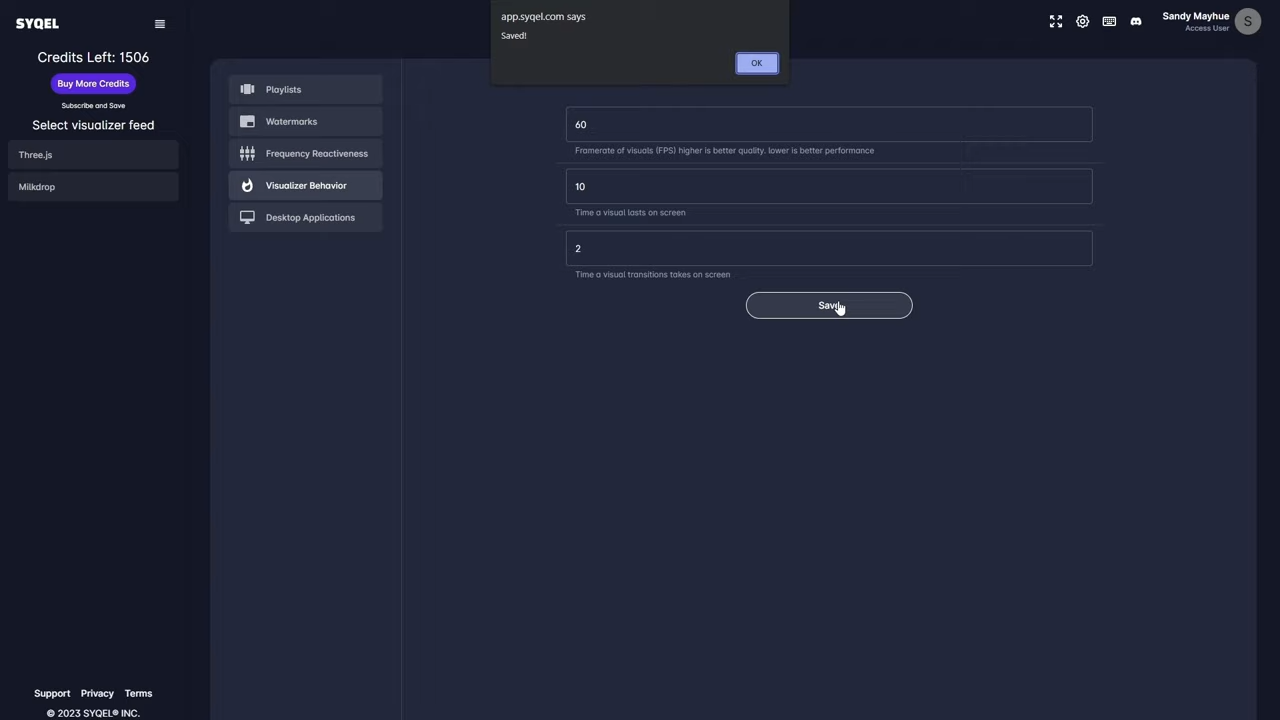 SYQEL
Credits Left: 1506
Buy More Credits
Subscribe and Save
Select visualizer feed
Three.js
Milkdrop
Support Privacy Terms
© 2023 SYQEL® INC.
Playlists
Watermarks
Frequency Reactiveness
Visualizer Behavior
Desktop Applications
app.syqel.com says
Saved!
OK
60
Framerate of visuals (FPS) higher is better quality. lower is better performance
10
Time a visual lasts on screen
2
Time a visual transitions takes on screen
Save
Sandy Mayhue
Access User
S